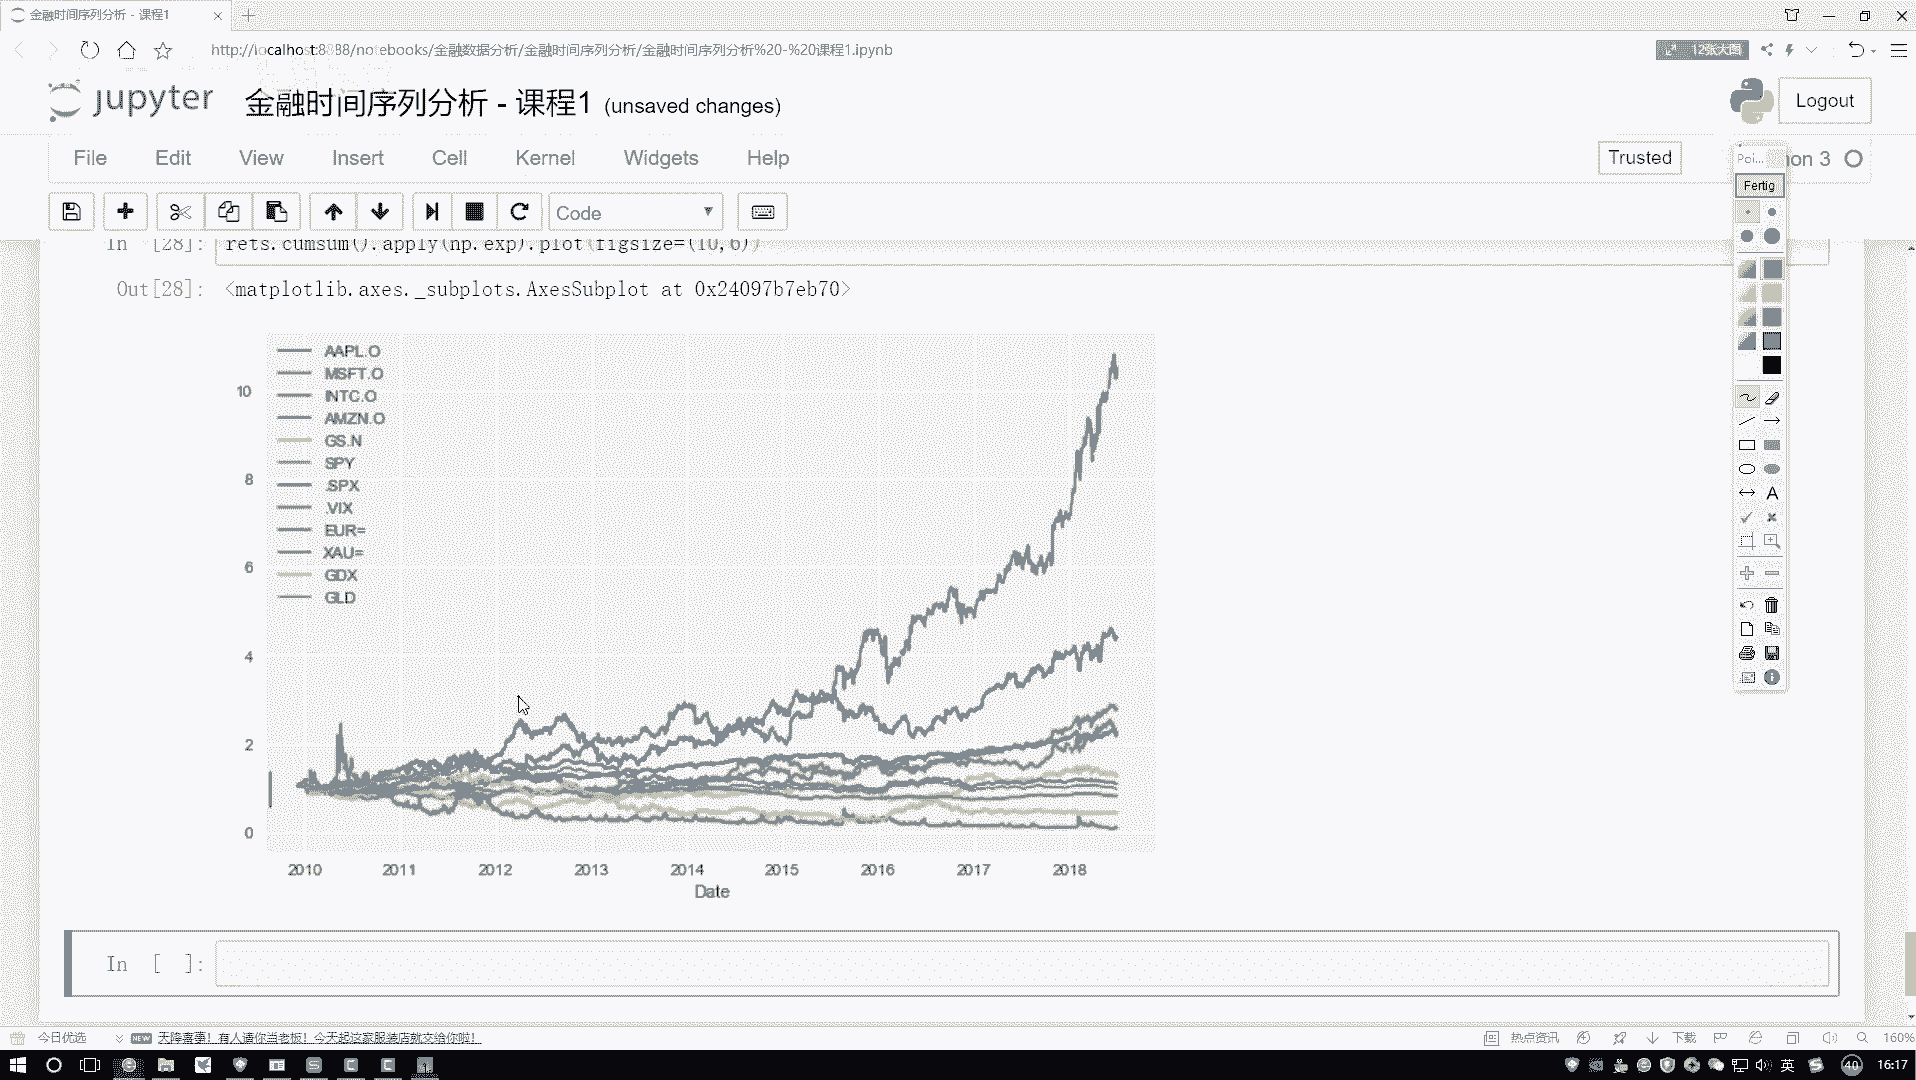 金融时间序列分析 - 课程1
http://localhost:8888/notebooks/金融数据分析/金融时间序列分析/金融时间序列分析%20-%20课程1.ipynb
12张大图
jupyter 金融时间序列分析 - 课程1 (unsaved changes)
Logout
File Edit View Insert Cell Kernel Widgets Help
Trusted
Poi... hon 3
Fertig
Code
In [28]: rets.cumsum().apply(np.exp).plot(figsize=(10,6))
Out[28]: <matplotlib.axes._subplots.AxesSubplot at 0x24097b7eb70>
AAPL.O
MSFT.O
INTC.O
AMZN.O
GS.N
SPY
.SPX
.VIX
EUR=
XAU=
GDX
GLD
10
8
6
4
2
0
2010 2011 2012 2013 2014 2015 2016 2017 2018
Date
In [ ]:
今日优选 NEW 天降喜事！有人请你当老板！今天起这家服装店就交给你啦！
热点资讯 下载 160%
英 40 16:17